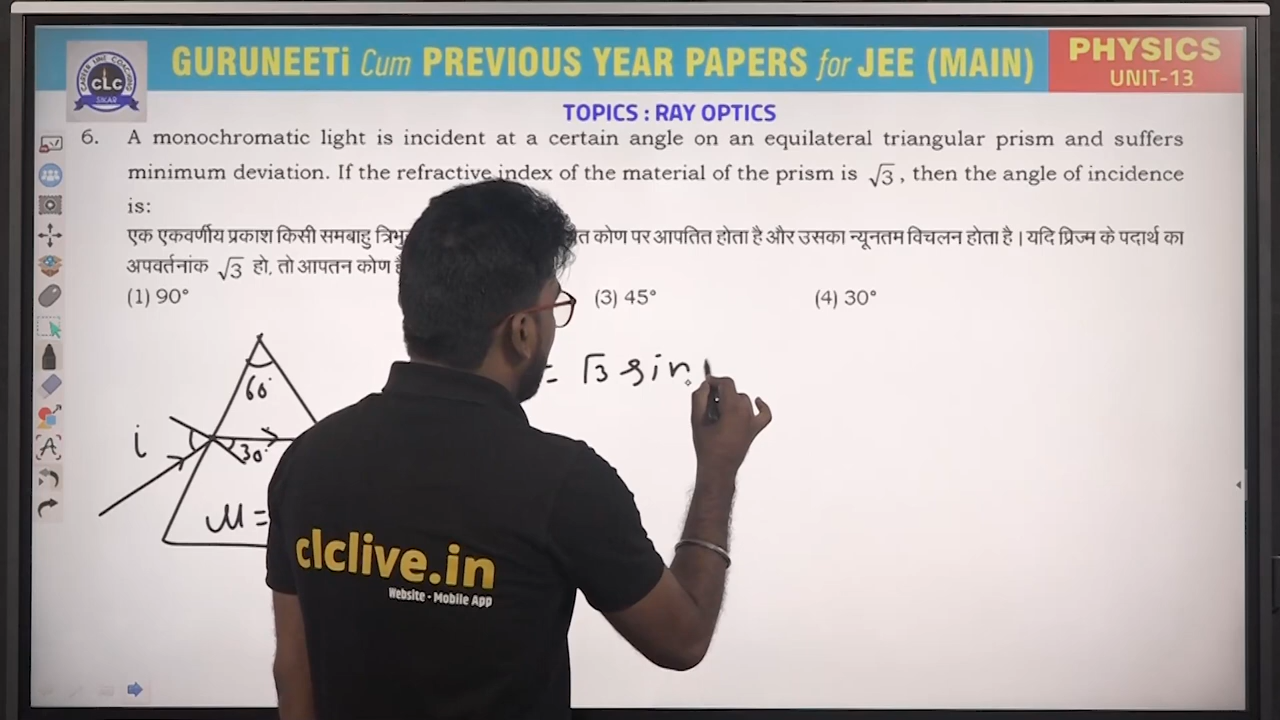 GURUNEETi Cum PREVIOUS YEAR PAPERS for JEE (MAIN)
PHYSICS
UNIT-13
CLC
SIKAR
TOPICS : RAY OPTICS
6. A monochromatic light is incident at a certain angle on an equilateral triangular prism and suffers
minimum deviation. If the refractive index of the material of the prism is √3, then the angle of incidence
is:
एक एकवर्णीय प्रकाश किसी समबाहु कोण पर आपतित होता है और उसका न्यूनतम विचलन होता है। यदि प्रिज्म के पदार्थ का
अपवर्तनांक √3 हो, तो आपतन कोण
(1) 90° (3) 45° (4) 30°
60°
= √3 sin
i
30°
μ =
clclive.in
Website - Mobile App